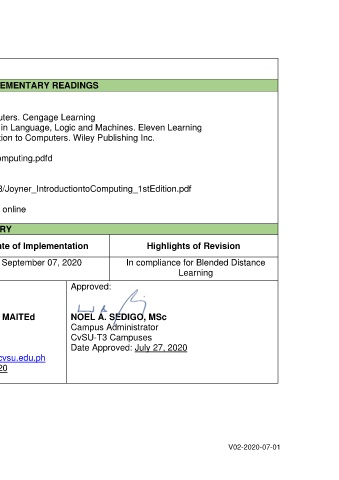 EMENTARY READINGS
uters. Cengage Learning
in Language, Logic and Machines. Eleven Learning
tion to Computers. Wiley Publishing Inc.
omputing.pdfd
3/Joyner_IntroductiontoComputing_1stEdition.pdf
online
RY
ate of Implementation Highlights of Revision
September 07, 2020 In compliance for Blended Distance
Learning
Approved:
MAITEd NOEL A. SEDIGO, MSc
Campus Administrator
CvSU-T3 Campuses
cvsu.edu.ph Date Approved: July 27, 2020
20
V02-2020-07-01